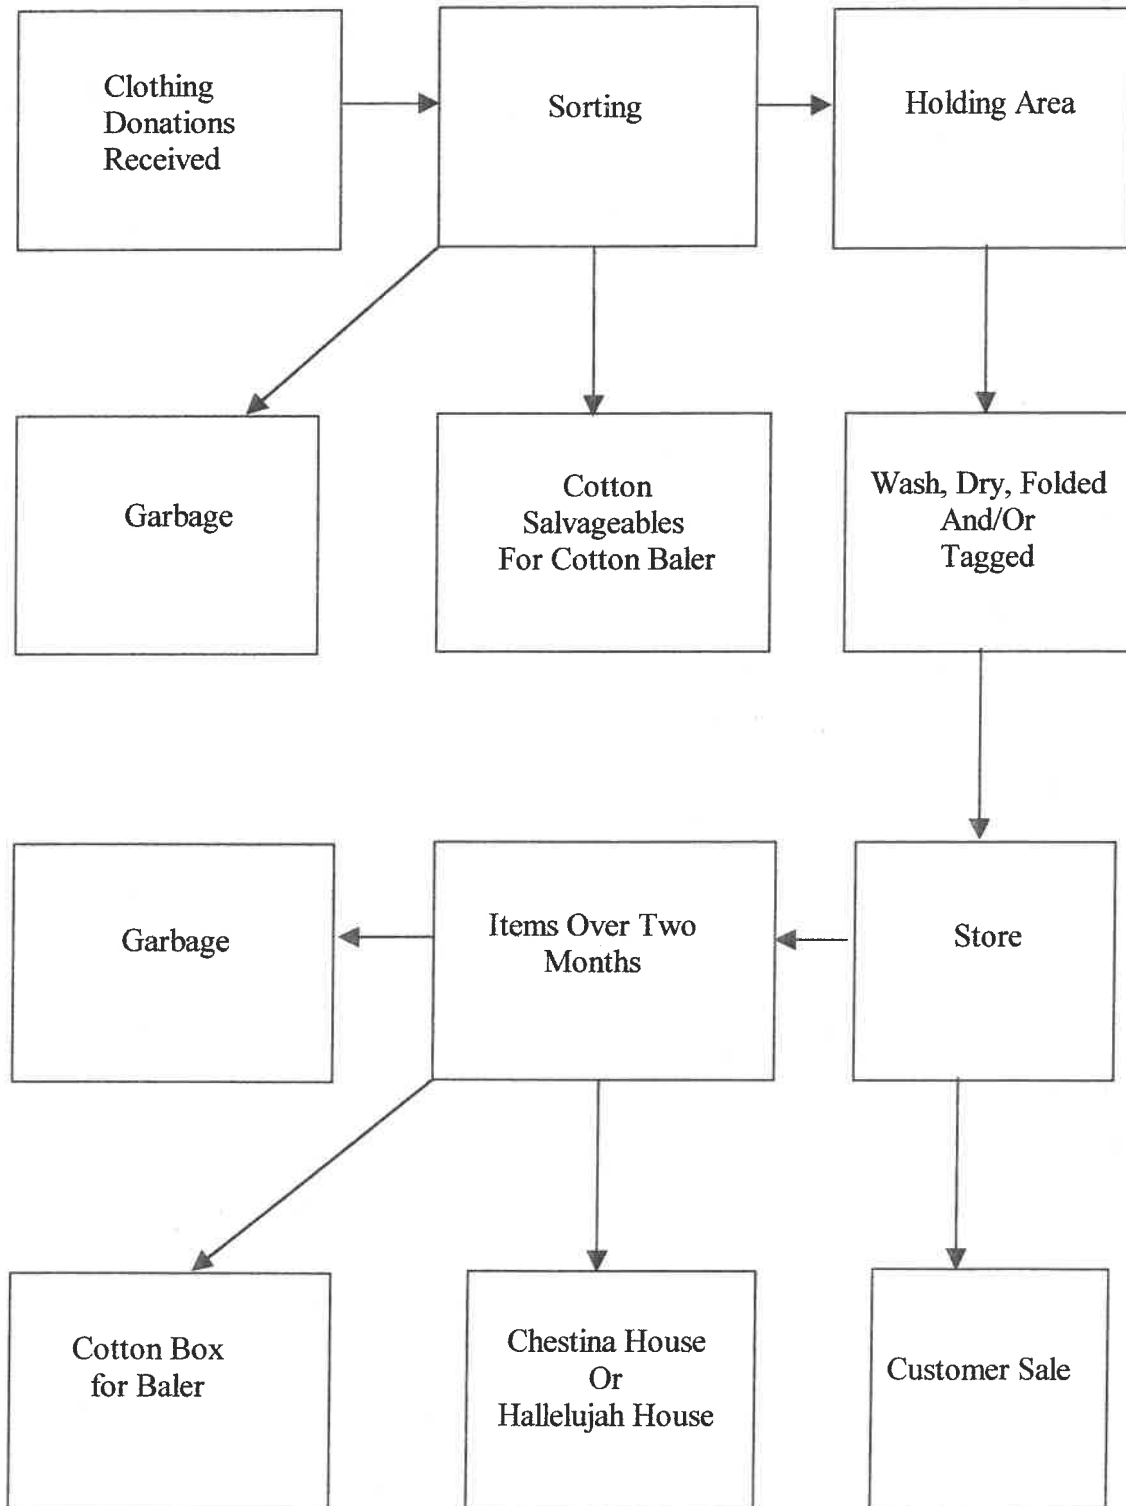 Clothing
Donations
Received
Sorting
Holding Area
Garbage
Cotton
Salvageables
For Cotton Baler
Wash, Dry, Folded
And/Or
Tagged
Garbage
Items Over Two
Months
Store
Cotton Box
for Baler
Chestina House
Or
Hallelujah House
Customer Sale